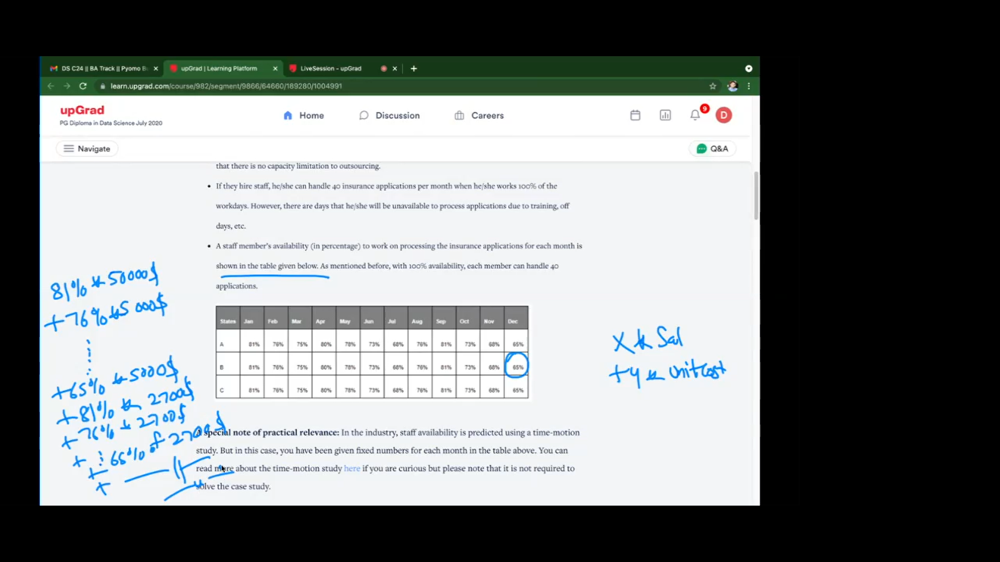 DS C24 || BA Track || Pyomo B
upGrad | Learning Platform
LiveSession - upGrad
learn.upgrad.com/course/982/segment/9866/64660/189280/1004991
upGrad
PG Diploma in Data Science July 2020
Home
Discussion
Careers
9
D
Navigate
Q&A
that there is no capacity limitation to outsourcing.
• If they hire staff, he/she can handle 40 insurance applications per month when he/she works 100% of the
workdays. However, there are days that he/she will be unavailable to process applications due to training, off
days, etc.
• A staff member's availability (in percentage) to work on processing the insurance applications for each month is
shown in the table given below. As mentioned before, with 100% availability, each member can handle 40
applications.
States Jan Feb Mar Apr May Jun Jul Aug Sep Oct Nov Dec
A 81% 76% 75% 80% 78% 73% 68% 76% 81% 73% 68% 65%
B 81% 76% 75% 80% 78% 73% 68% 76% 81% 73% 68% 65%
C 81% 76% 75% 80% 78% 73% 68% 76% 81% 73% 68% 65%
A special note of practical relevance: In the industry, staff availability is predicted using a time-motion
study. But in this case, you have been given fixed numbers for each month in the table above. You can
read more about the time-motion study here if you are curious but please note that it is not required to
solve the case study.
81% * 50000$
+ 76% * 5000$
+ 65% * 5000$
+ 81% * 2700$
+ 76% * 2700$
+ 65% * 2700$
+
+
X * Sal
+ Y * Unitcost